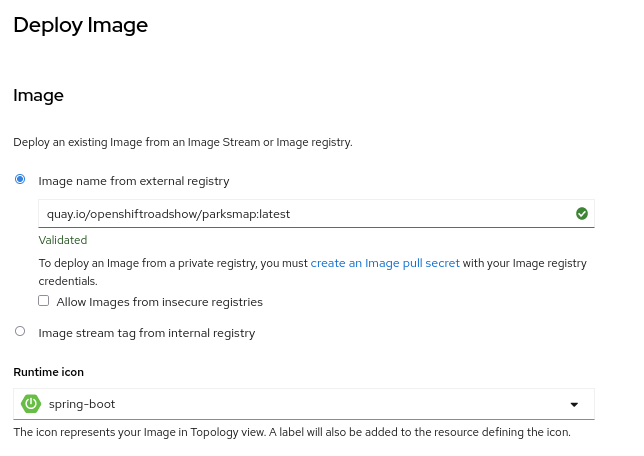 Deploy Image
Image
Deploy an existing Image from an Image Stream or Image registry.
Image name from external registry
quay.io/openshiftroadshow/parksmap:latest
Validated
To deploy an Image from a private registry, you must create an Image pull secret with your Image registry
credentials.
Allow Images from insecure registries
Image stream tag from internal registry
Runtime icon
spring-boot
The icon represents your Image in Topology view. A label will also be added to the resource defining the icon.